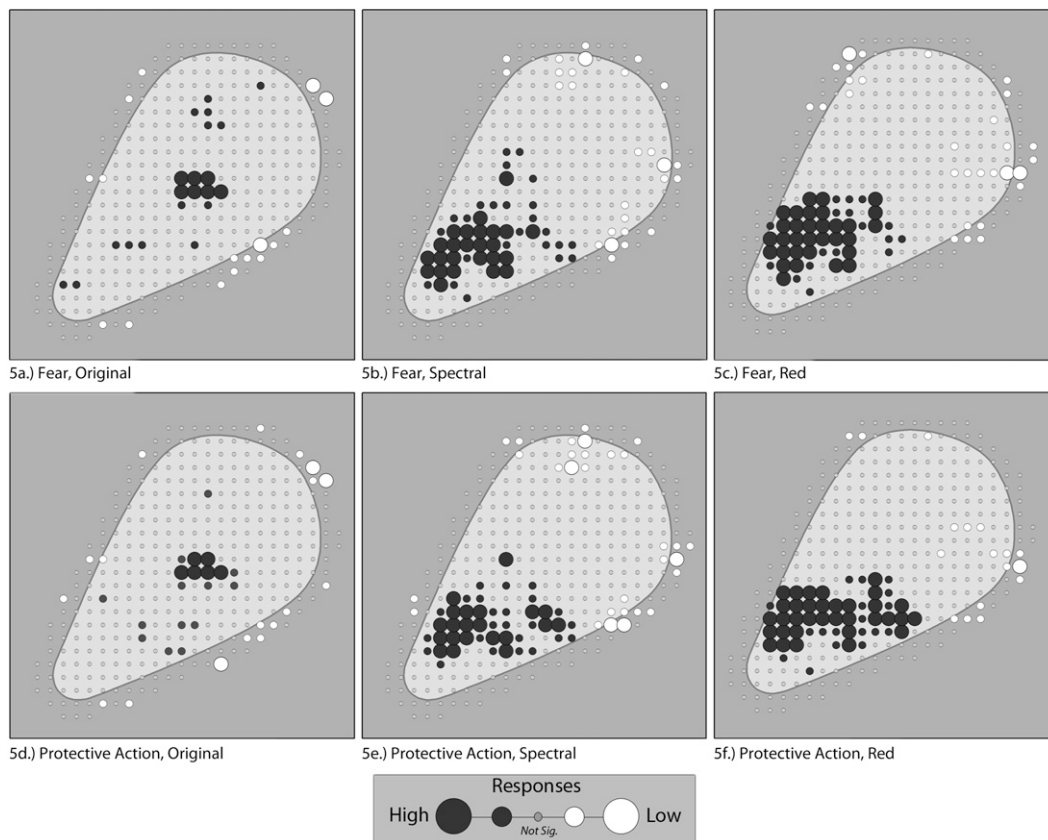 5a.) Fear, Original
5b.) Fear, Spectral
5c.) Fear, Red
5d.) Protective Action, Original
5e.) Protective Action, Spectral
5f.) Protective Action, Red
Responses
High Low
Not Sig.